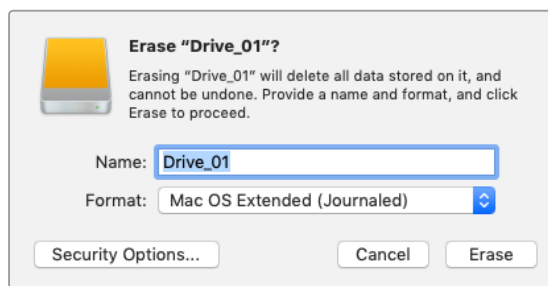 Erase “Drive_01”?
Erasing “Drive_01” will delete all data stored on it, and
cannot be undone. Provide a name and format, and click
Erase to proceed.
Name: Drive_01
Format: Mac OS Extended (Journaled)
Security Options... Cancel Erase